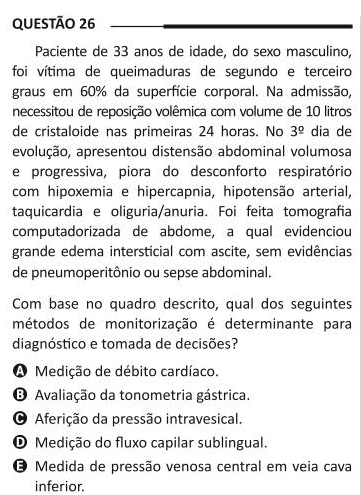 QUESTÃO 26
Paciente de 33 anos de idade, do sexo masculino,
foi vítima de queimaduras de segundo e terceiro
graus em 60% da superfície corporal. Na admissão,
necessitou de reposição volêmica com volume de 10 litros
de cristaloide nas primeiras 24 horas. No 3º dia de
evolução, apresentou distensão abdominal volumosa
e progressiva, piora do desconforto respiratório
com hipoxemia e hipercapnia, hipotensão arterial,
taquicardia e oliguria/anuria. Foi feita tomografia
computadorizada de abdome, a qual evidenciou
grande edema intersticial com ascite, sem evidências
de pneumoperitônio ou sepse abdominal.
Com base no quadro descrito, qual dos seguintes
métodos de monitorização é determinante para
diagnóstico e tomada de decisões?
A Medição de débito cardíaco.
B Avaliação da tonometria gástrica.
C Aferição da pressão intravesical.
D Medição do fluxo capilar sublingual.
E Medida de pressão venosa central em veia cava
inferior.